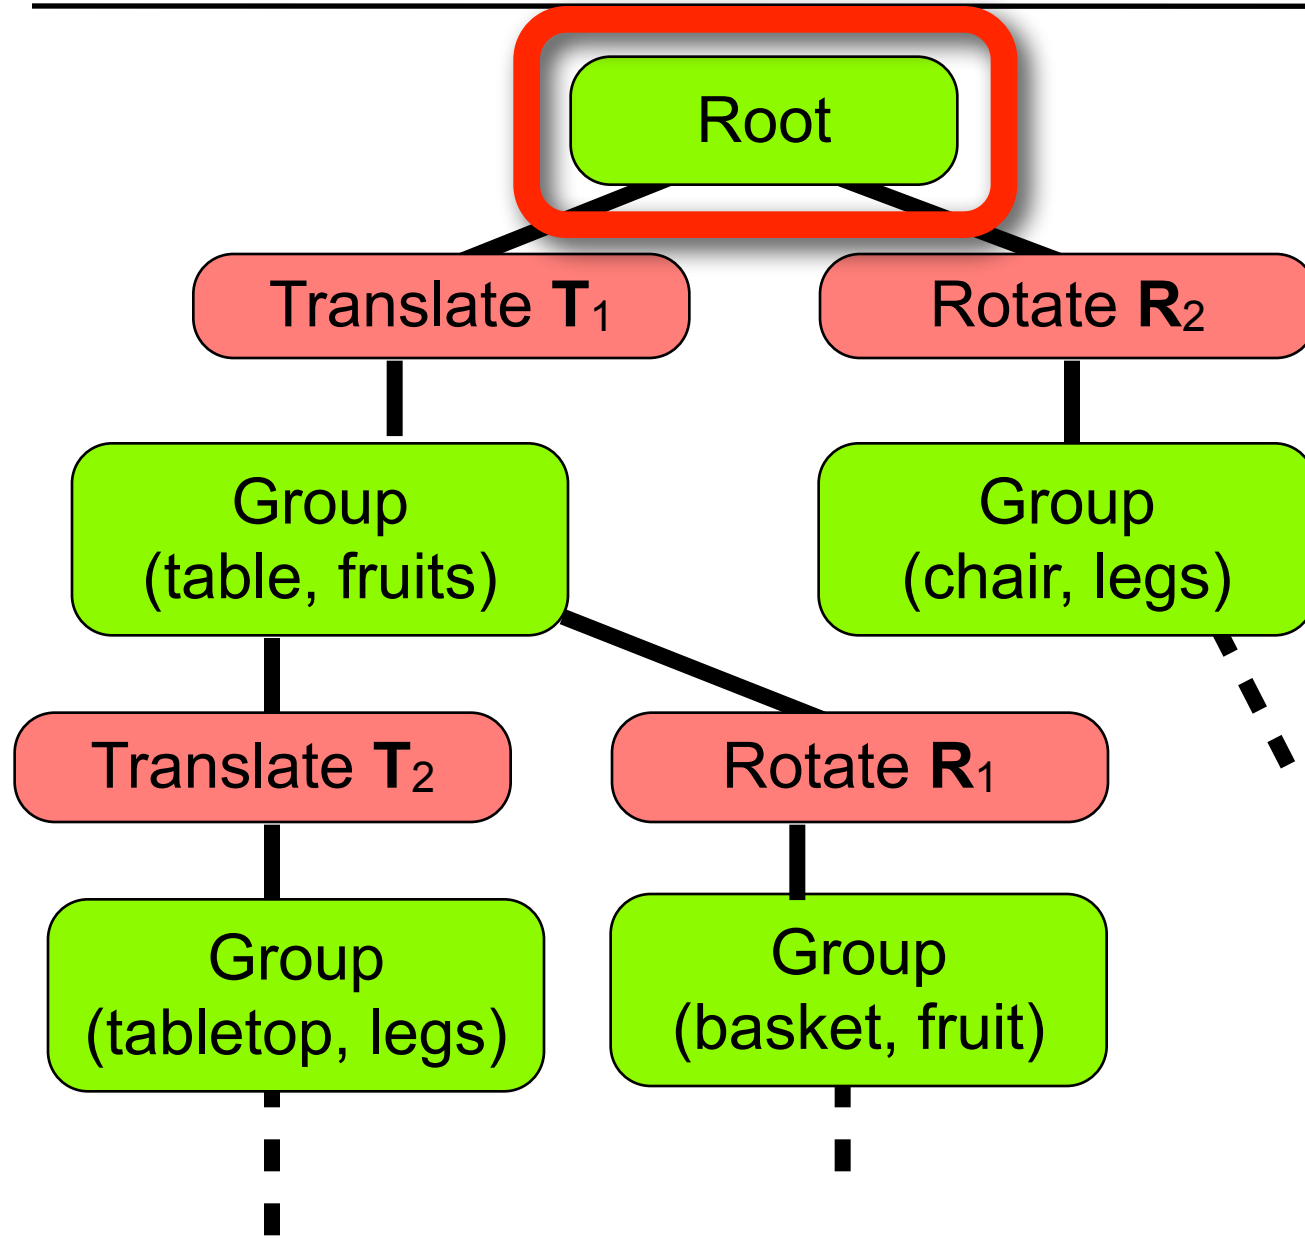 Root
Translate T₁
Rotate R₂
Group
(table, fruits)
Group
(chair, legs)
Translate T₂
Rotate R₁
Group
(tabletop, legs)
Group
(basket, fruit)